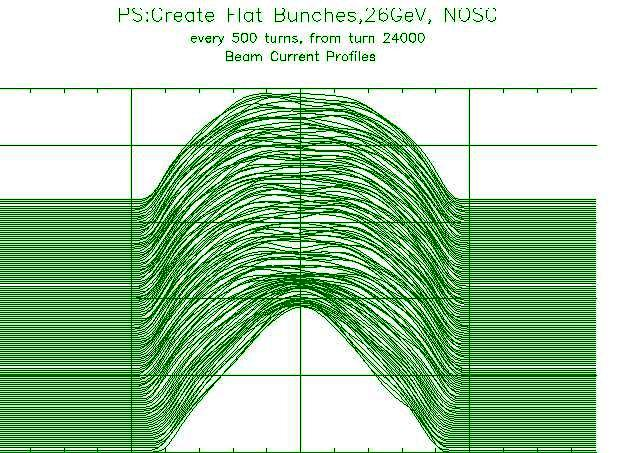 PS:Create Flat Bunches,26GeV, NOSC
every 500 turns, from turn 24000
Beam Current Profiles